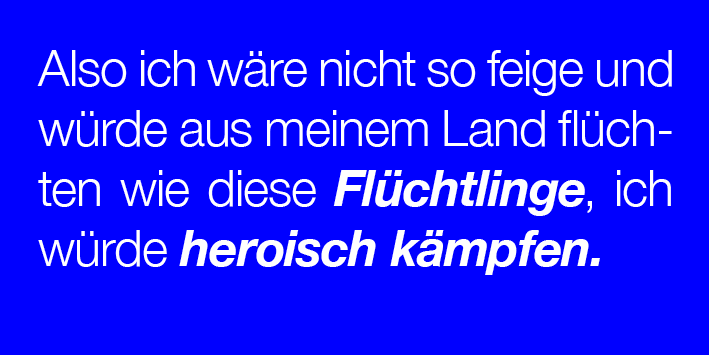 Also ich wäre nicht so feige und
würde aus meinem Land flüch-
ten wie diese Flüchtlinge, ich
würde heroisch kämpfen.